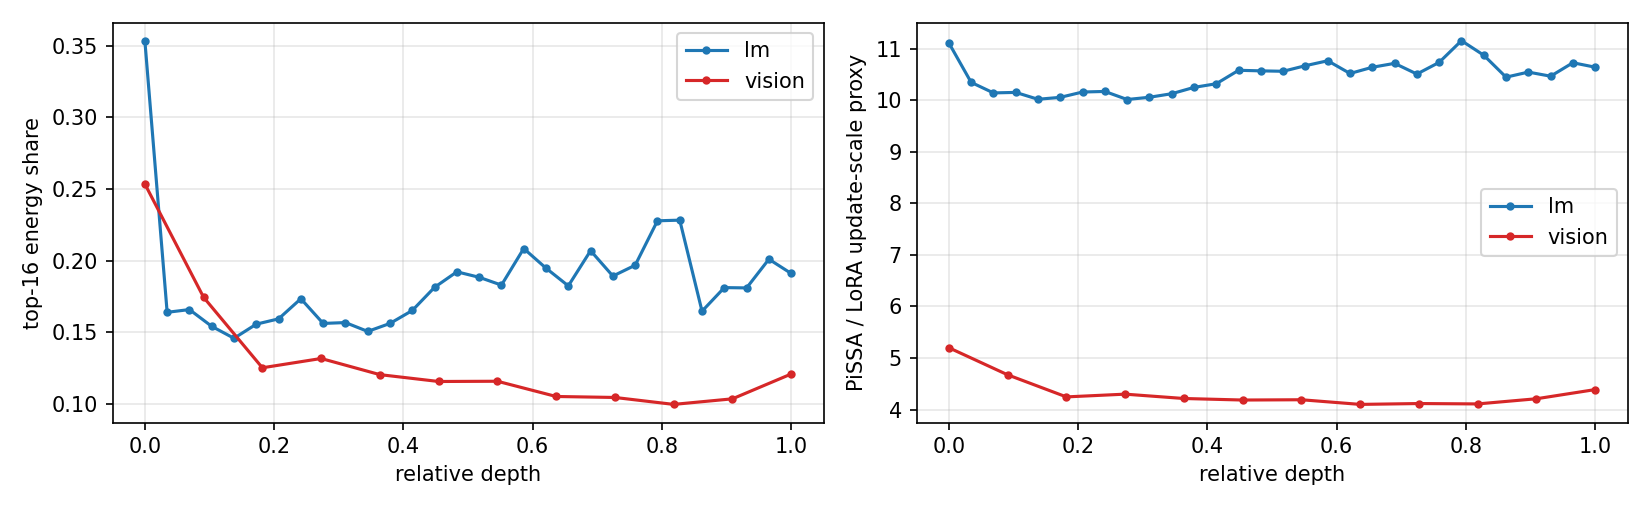 top-16 energy share
0.35
0.30
0.25
0.20
0.15
0.10
0.0 0.2 0.4 0.6 0.8 1.0
relative depth
lm
vision
PiSSA / LoRA update-scale proxy
11
10
9
8
7
6
5
4
0.0 0.2 0.4 0.6 0.8 1.0
relative depth
lm
vision